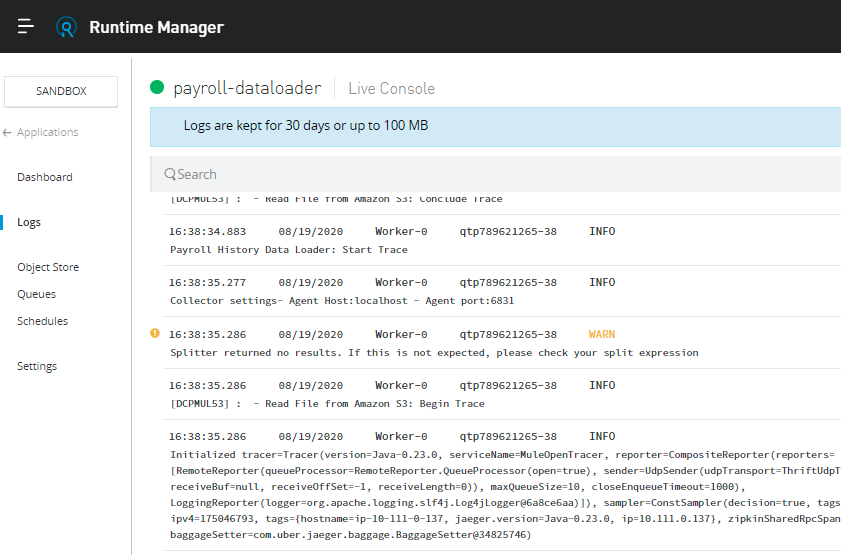 Runtime Manager
SANDBOX
Applications
Dashboard
Logs
Object Store
Queues
Schedules
Settings
payroll-dataloader Live Console
Logs are kept for 30 days or up to 100 MB
Search
[DCPMUL53] : - Read File from Amazon S3: Conclude Trace
16:38:34.883 08/19/2020 Worker-0 qtp789621265-38 INFO
Payroll History Data Loader: Start Trace
16:38:35.277 08/19/2020 Worker-0 qtp789621265-38 INFO
Collector settings- Agent Host:localhost - Agent port:6831
16:38:35.286 08/19/2020 Worker-0 qtp789621265-38 WARN
Splitter returned no results. If this is not expected, please check your split expression
16:38:35.286 08/19/2020 Worker-0 qtp789621265-38 INFO
[DCPMUL53] : - Read File from Amazon S3: Begin Trace
16:38:35.286 08/19/2020 Worker-0 qtp789621265-38 INFO
Initialized tracer=Tracer(version=Java-0.23.0, serviceName=MuleOpenTracer, reporter=CompositeReporter(reporters=
[RemoteReporter(queueProcessor=RemoteReporter.QueueProcessor(open=true), sender=UdpSender(udpTransport=ThriftUdpT
receiveBuf=null, receiveOffSet=-1, receiveLength=0)), maxQueueSize=10, closeEnqueueTimeout=1000),
LoggingReporter(logger=org.apache.logging.slf4j.Log4jLogger@6a8ce6aa)]), sampler=ConstSampler(decision=true, tags
ipv4=175046793, tags={hostname=ip-10-111-0-137, jaeger.version=Java-0.23.0, ip=10.111.0.137}, zipkinSharedRpcSpan
baggageSetter=com.uber.jaeger.baggage.BaggageSetter@34825746)